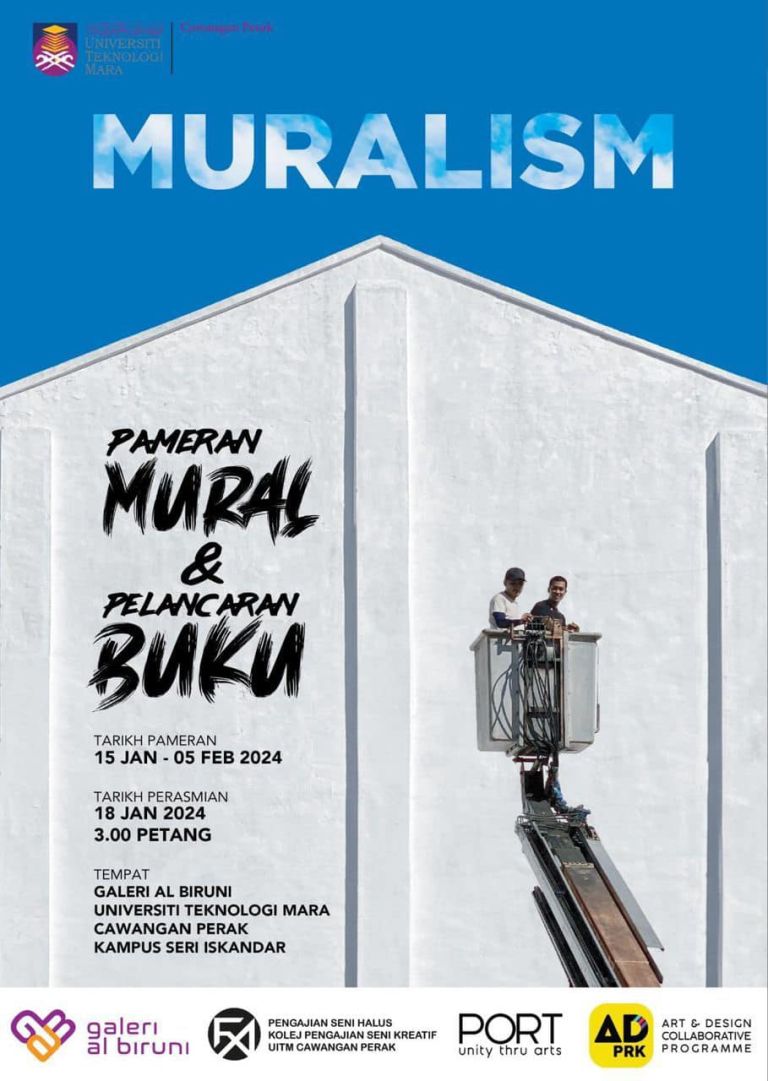 UNIVERSITI
TEKNOLOGI
MARA
Cawangan Perak
MURALISM
PAMERAN
MURAL
&
PELANCARAN
BUKU
TARIKH PAMERAN
15 JAN - 05 FEB 2024
TARIKH PERASMIAN
18 JAN 2024
3.00 PETANG
TEMPAT
GALERI AL BIRUNI
UNIVERSITI TEKNOLOGI MARA
CAWANGAN PERAK
KAMPUS SERI ISKANDAR
galeri
al biruni
PENGAJIAN SENI HALUS
KOLEJ PENGAJIAN SENI KREATIF
UITM CAWANGAN PERAK
PORT
unity thru arts
AD
PRK
ART & DESIGN
COLLABORATIVE
PROGRAMME